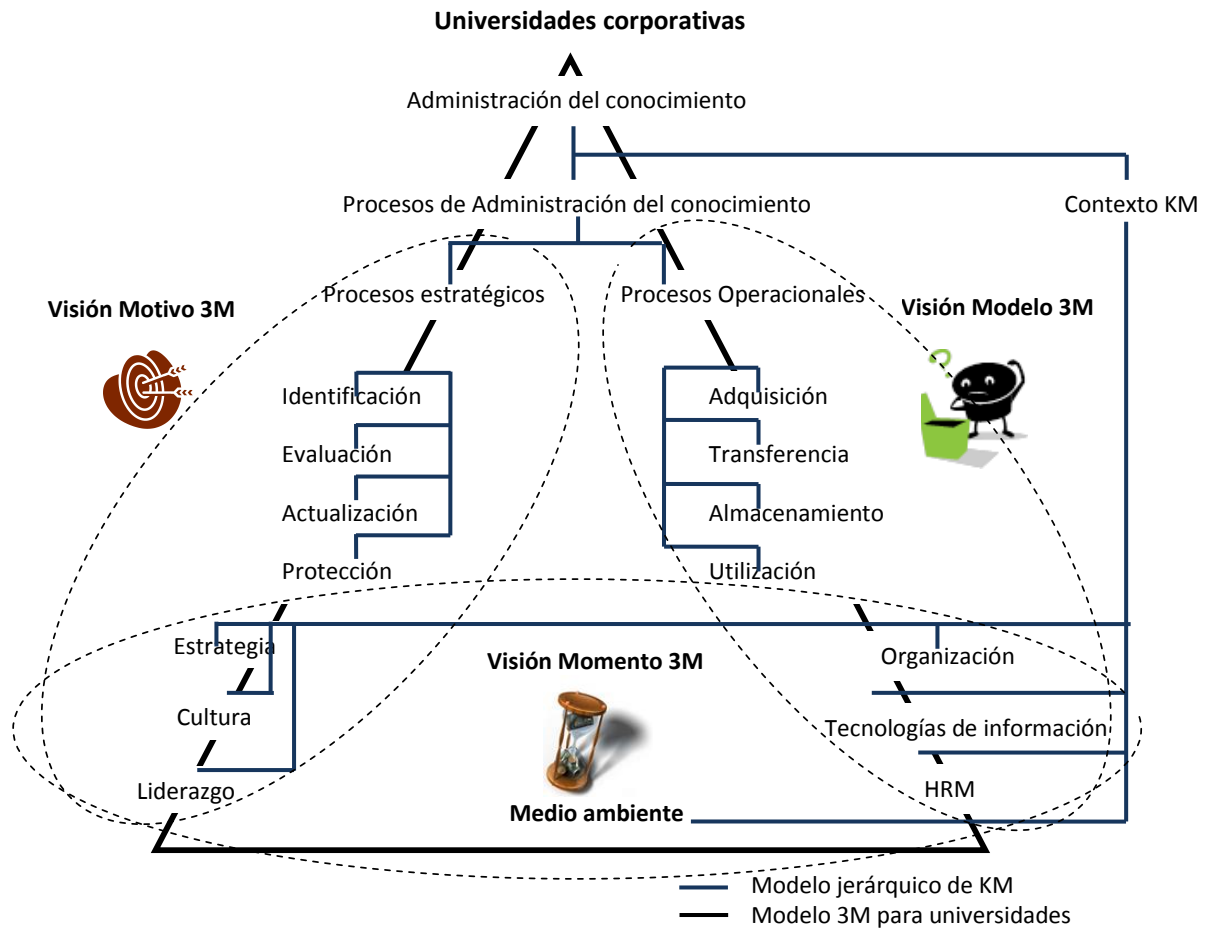 Universidades corporativas
Administración del conocimiento
Procesos de Administración del conocimiento
Contexto KM
Procesos estratégicos
Procesos Operacionales
Visión Motivo 3M
Visión Modelo 3M
Identificación
Adquisición
Evaluación
Transferencia
Actualización
Almacenamiento
Protección
Utilización
Estrategia
Visión Momento 3M
Organización
Cultura
Tecnologías de información
Liderazgo
HRM
Medio ambiente
Modelo jerárquico de KM
Modelo 3M para universidades